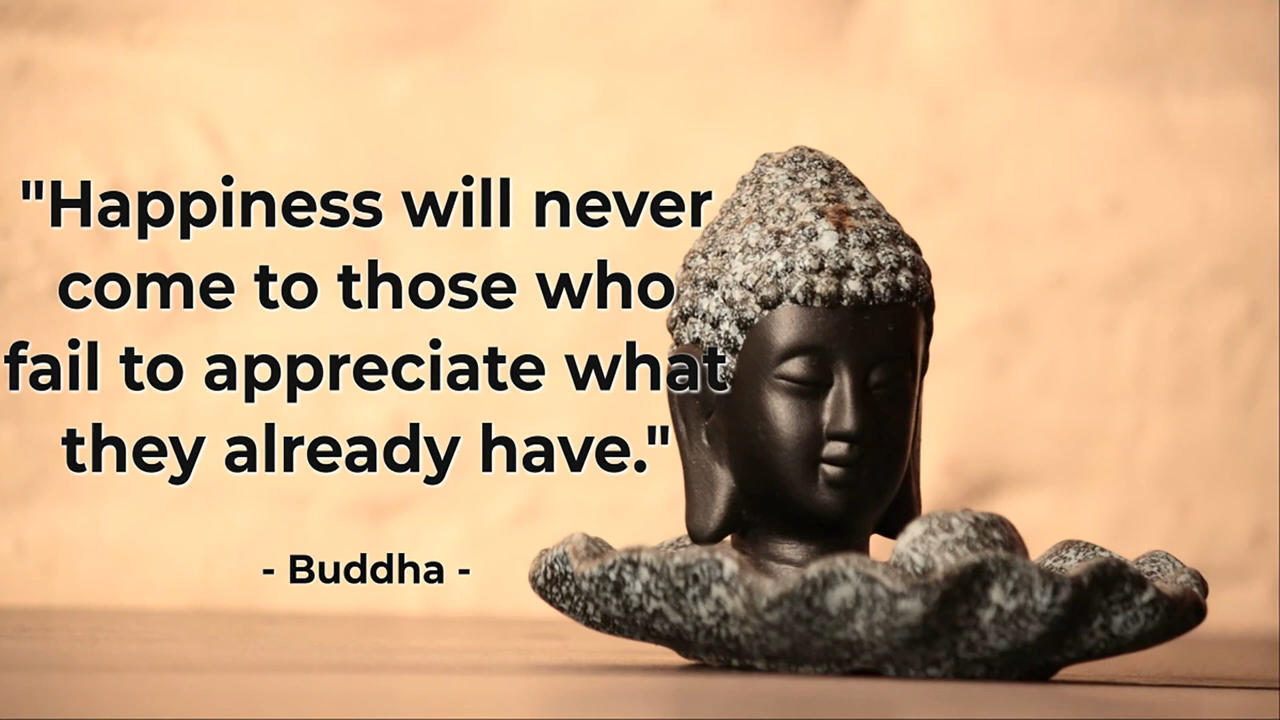 "Happiness will never
come to those who
fail to appreciate what
they already have."
- Buddha -